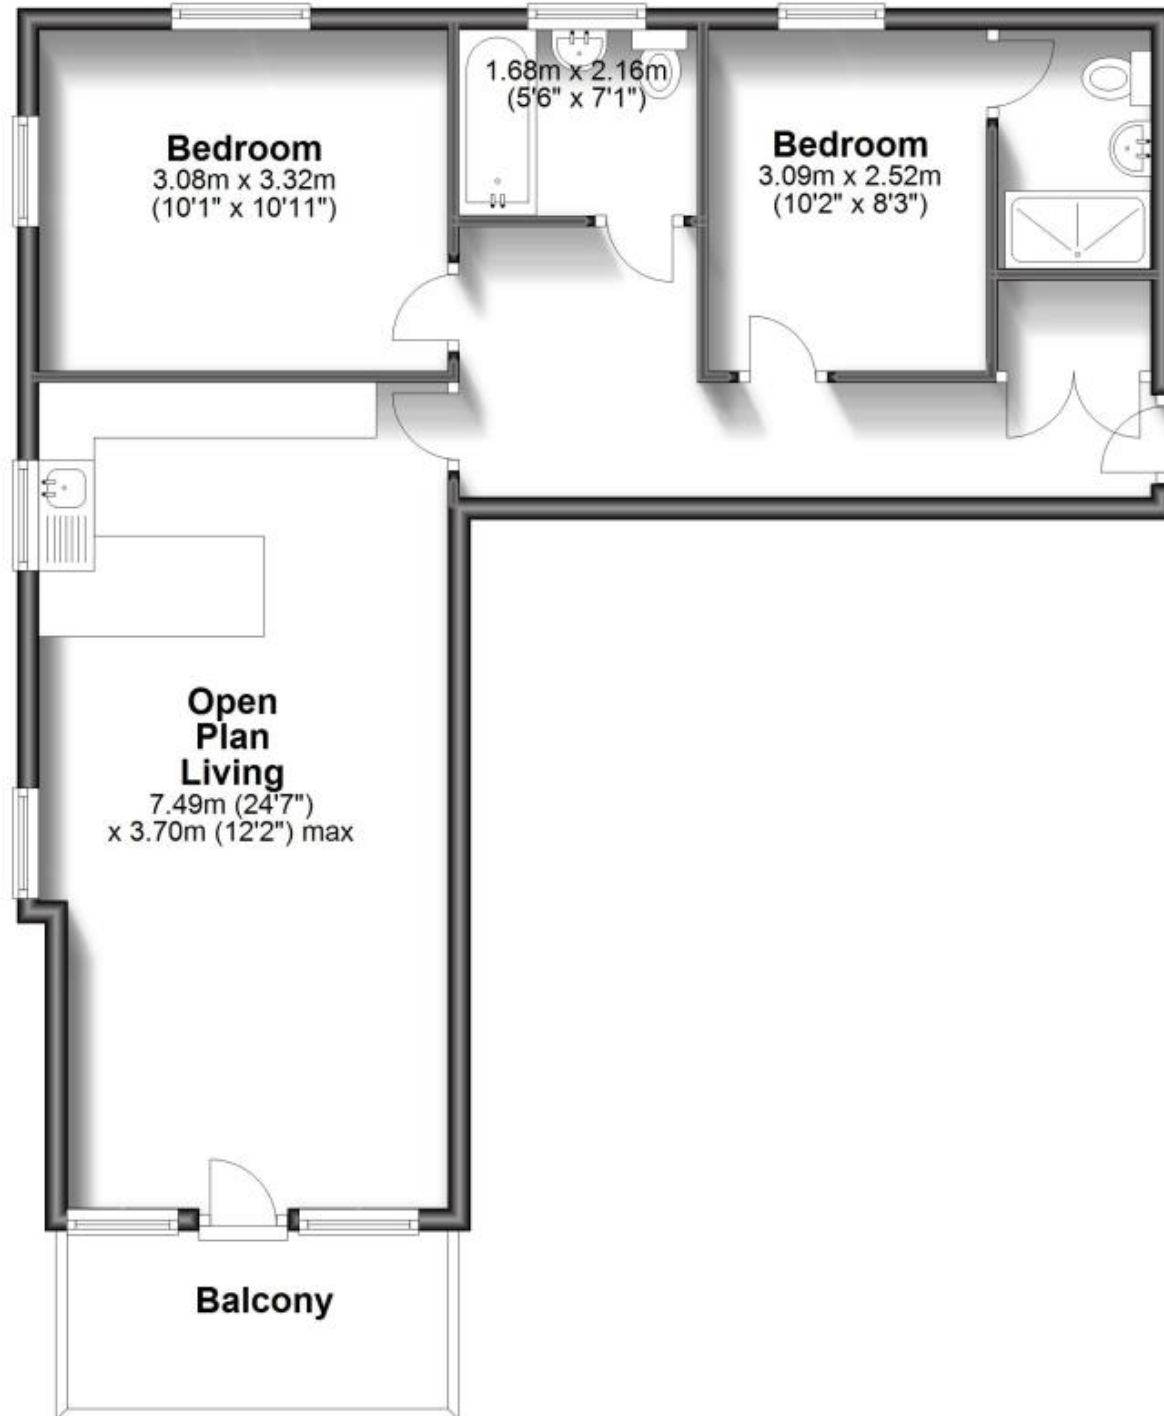 Bedroom
3.08m x 3.32m
(10'1" x 10'11")
1.68m x 2.16m
(5'6" x 7'1")
Bedroom
3.09m x 2.52m
(10'2" x 8'3")
Open
Plan
Living
7.49m (24'7")
x 3.70m (12'2") max
Balcony